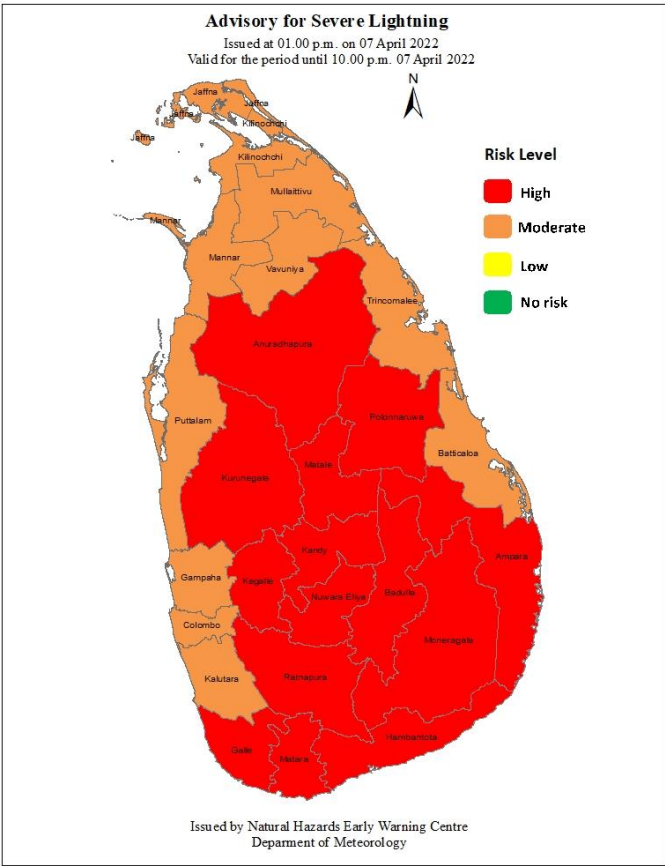 Advisory for Severe Lightning
Issued at 01.00 p.m. on 07 April 2022
Valid for the period until 10.00 p.m. 07 April 2022
N
Jaffna
Jaffna
Jaffna
Kilinochchi
Jaffna
Kilinochchi
Risk Level
High
Mullaittivu
Mannar
Moderate
Mannar
Vavuniya
Low
Trincomalee
No risk
Anuradhapura
Polonnaruwa
Puttalam
Batticaloa
Matale
Kurunegala
Kandy
Ampara
Gampaha
Kegalle
Nuwara Eliya
Badulla
Colombo
Moneragala
Kalutara
Ratnapura
Hambantota
Galle
Matara
Issued by Natural Hazards Early Warning Centre
Deparment of Meteorology